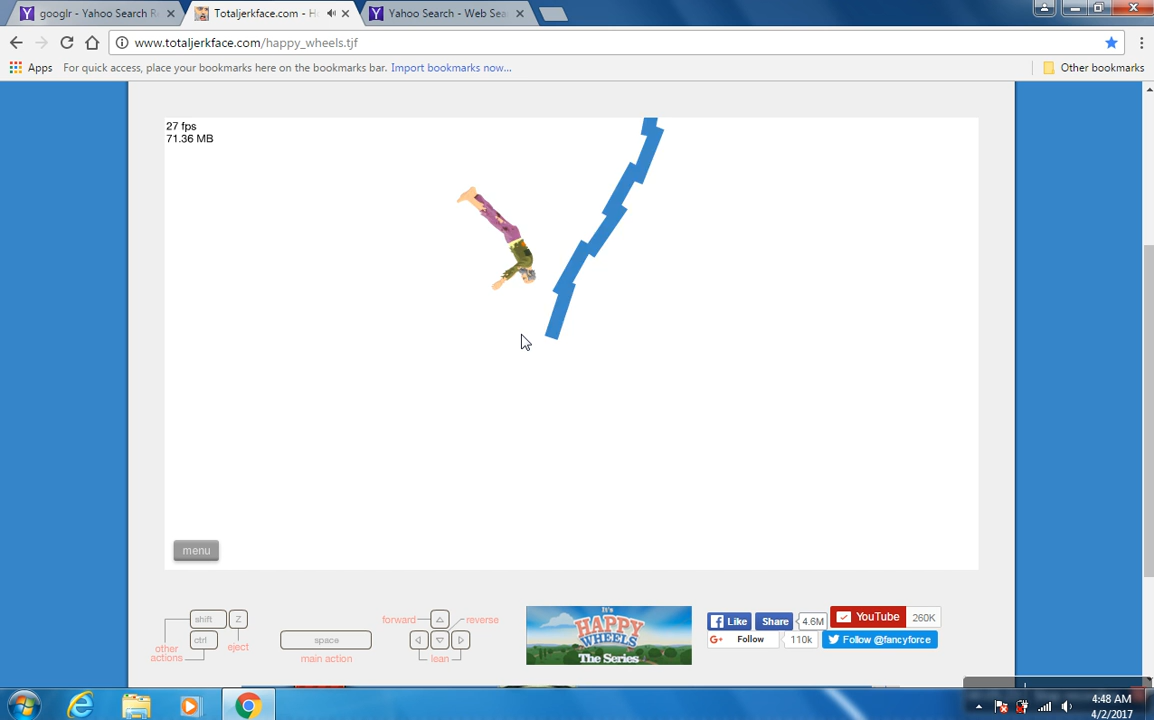 googlr - Yahoo Search R
Totaljerkface.com - H
Yahoo Search - Web Sea
www.totaljerkface.com/happy_wheels.tjf
Apps For quick access, place your bookmarks here on the bookmarks bar. Import bookmarks now... Other bookmarks
27 fps
71.36 MB
menu
shift Z
ctrl
eject
other actions
space
main action
forward reverse
lean
It's
HAPPY
WHEELS
The Series
Like Share 4.6M
YouTube 260K
G+ Follow 110k
Follow @fancyforce
4:48 AM
4/2/2017